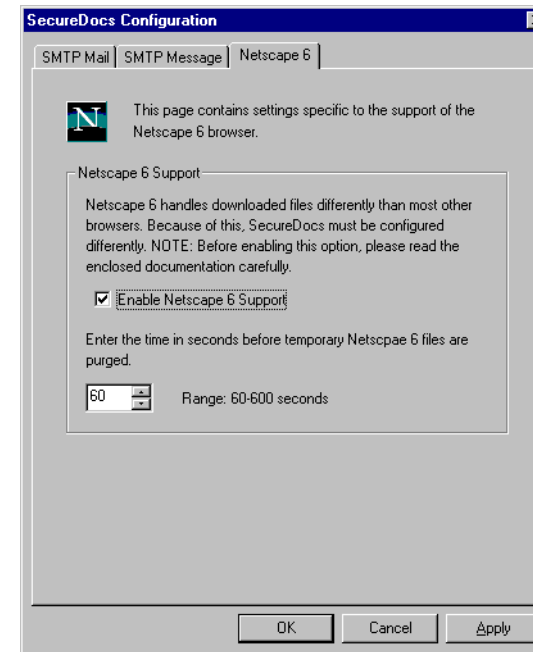 SecureDocs Configuration
SMTP Mail
SMTP Message
Netscape 6
N
This page contains settings specific to the support of the
Netscape 6 browser.
Netscape 6 Support
Netscape 6 handles downloaded files differently than most other
browsers. Because of this, SecureDocs must be configured
differently. NOTE: Before enabling this option, please read the
enclosed documentation carefully.
Enable Netscape 6 Support
Enter the time in seconds before temporary Netscpae 6 files are
purged.
60
Range: 60-600 seconds
OK
Cancel
Apply